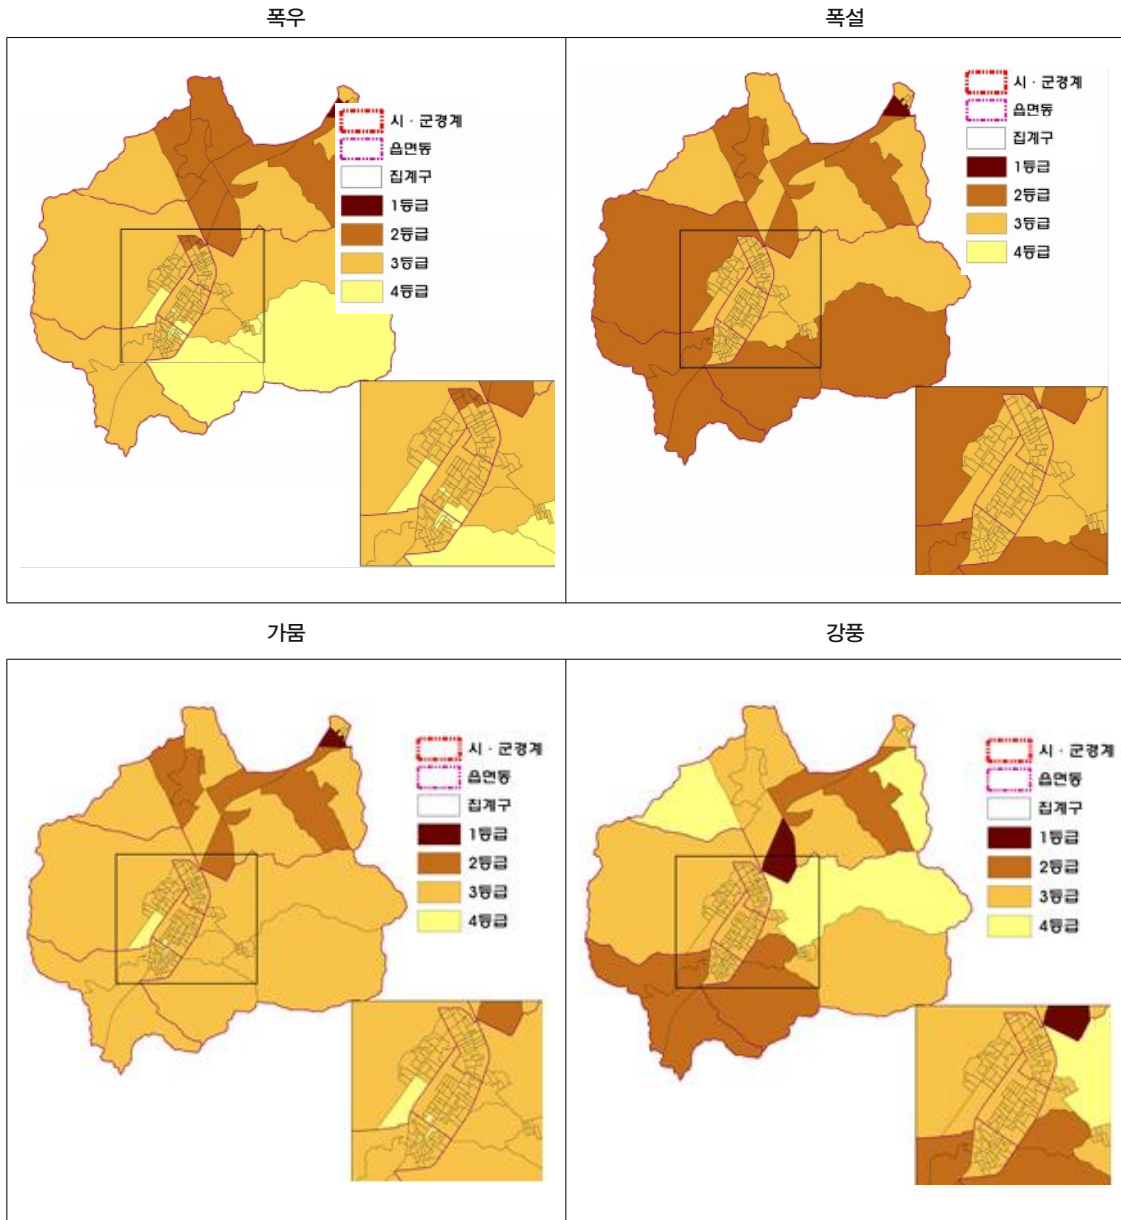 폭우
시 · 군경계
읍면동
집계구
1등급
2등급
3등급
4등급
폭설
시 · 군경계
읍면동
집계구
1등급
2등급
3등급
4등급
가뭄
시 · 군경계
읍면동
집계구
1등급
2등급
3등급
4등급
강풍
시 · 군경계
읍면동
집계구
1등급
2등급
3등급
4등급